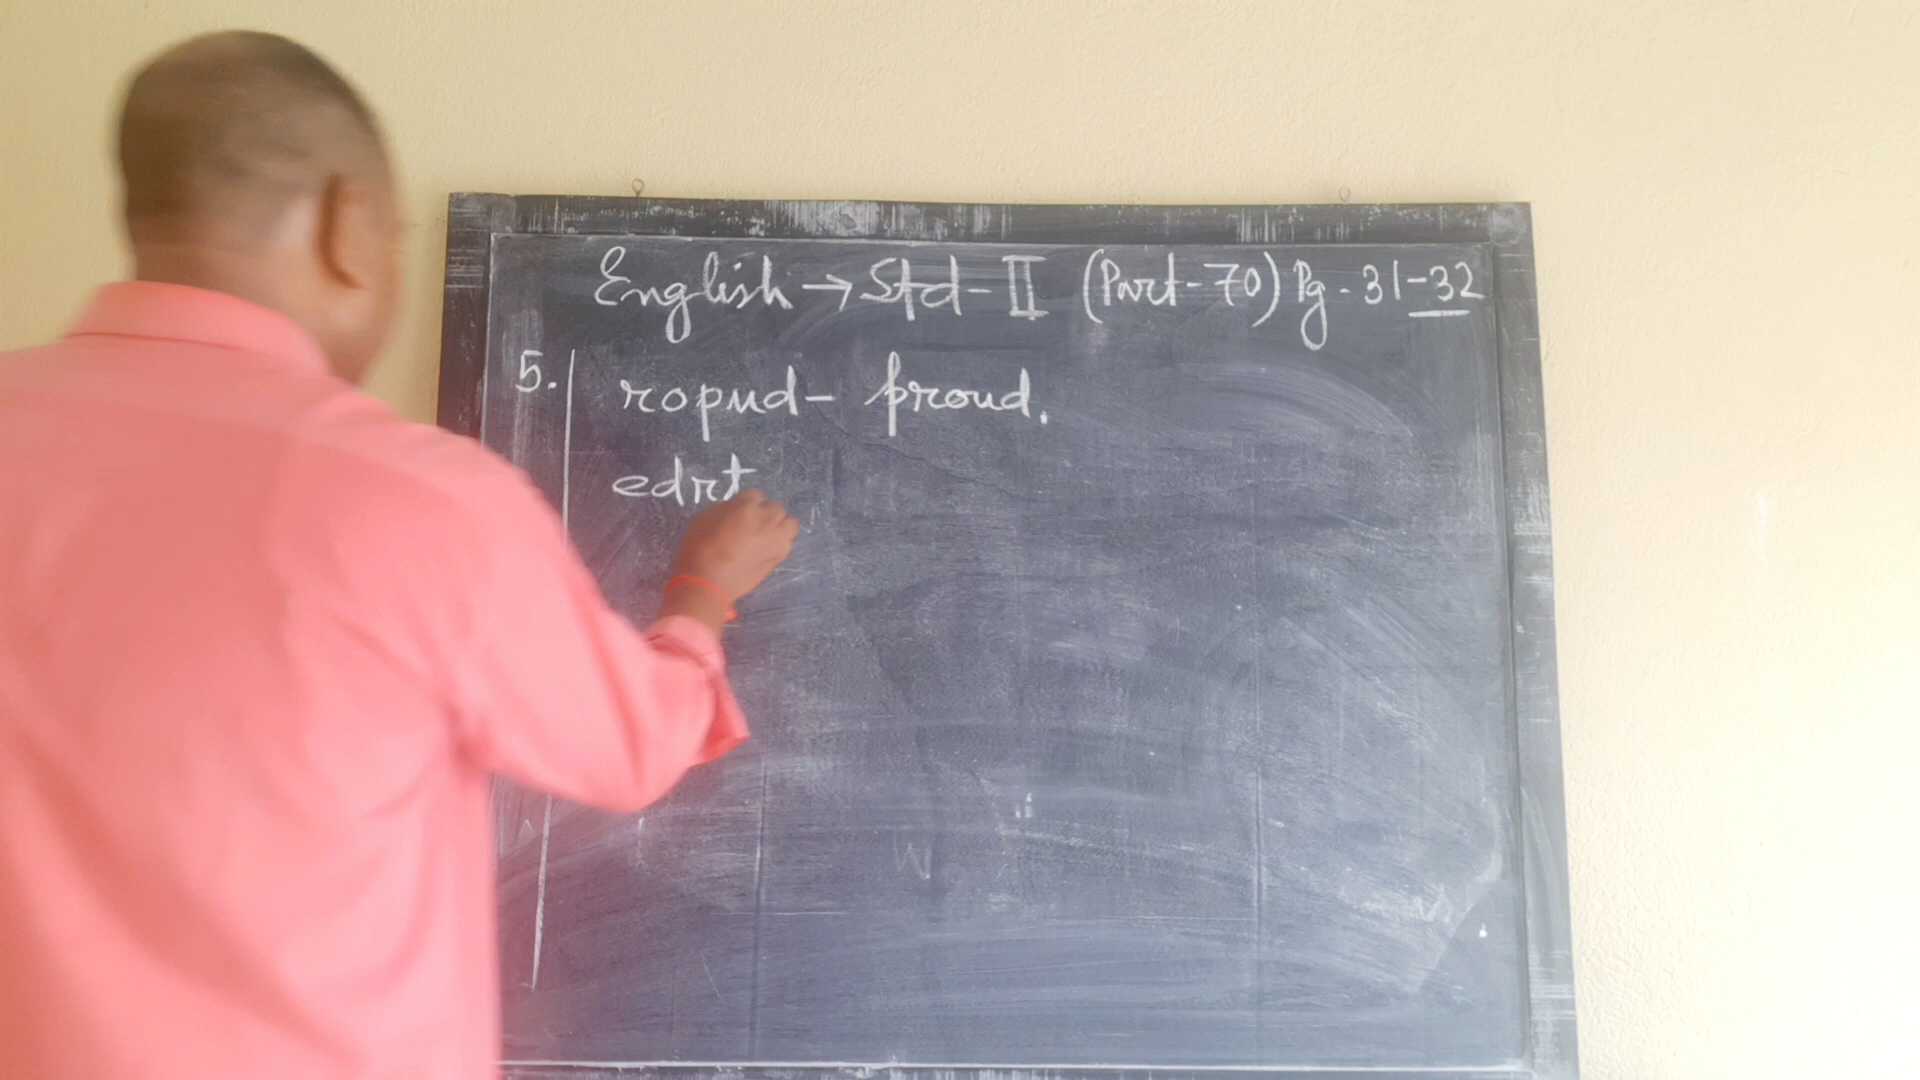 English → Std - II (Part - 70) Pg - 31-32
5. ropud - proud.
edrt